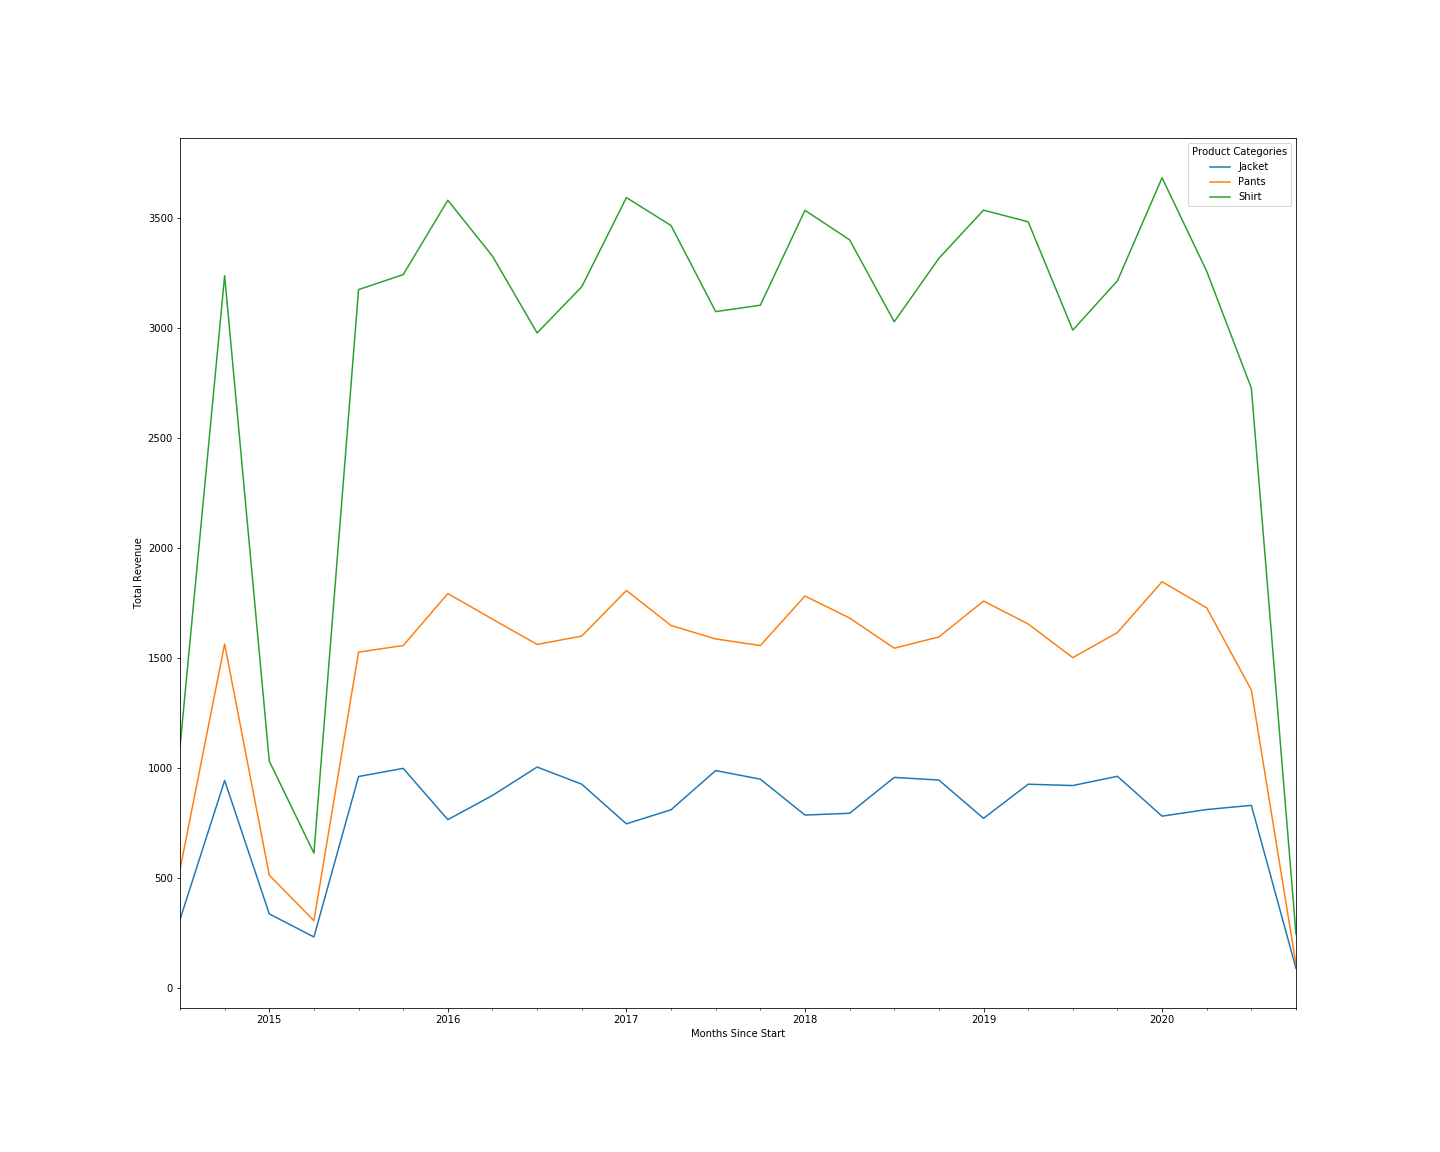 Product Categories
Jacket
Pants
Shirt
3500
3000
2500
2000
1500
1000
500
0
Total Revenue
2015 2016 2017 2018 2019 2020
Months Since Start